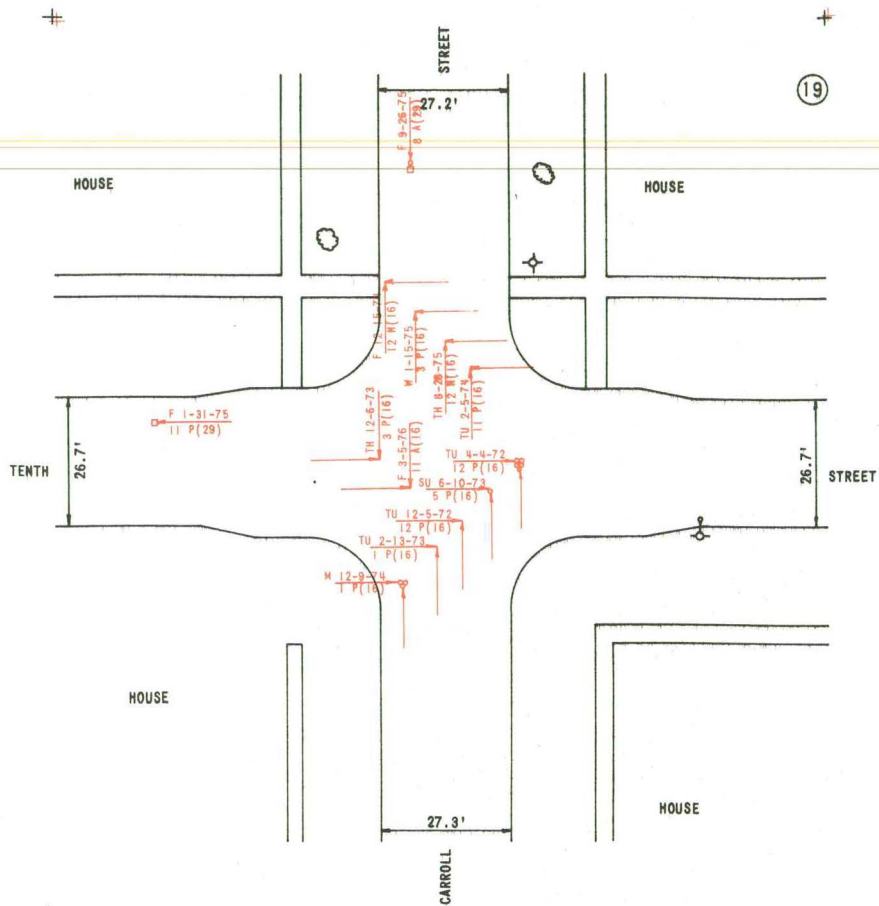 STREET
19
27.2'
F 9-26-75
8 A(29)
HOUSE
HOUSE
12 N(16)
W 1-15-75
3 P(16)
TH 8-28-75
12 N(16)
TU 2-5-74
11 P(16)
TH 12-6-73
3 P(16)
F 3-5-76
11 A(16)
F 1-31-75
11 P(29)
TENTH
26.7'
TU 4-4-72
12 P(16)
SU 6-10-73
5 P(16)
26.7'
STREET
TU 12-5-72
12 P(16)
TU 2-13-73
1 P(16)
M 12-9-74
1 P(16)
HOUSE
HOUSE
27.3'
CARROLL